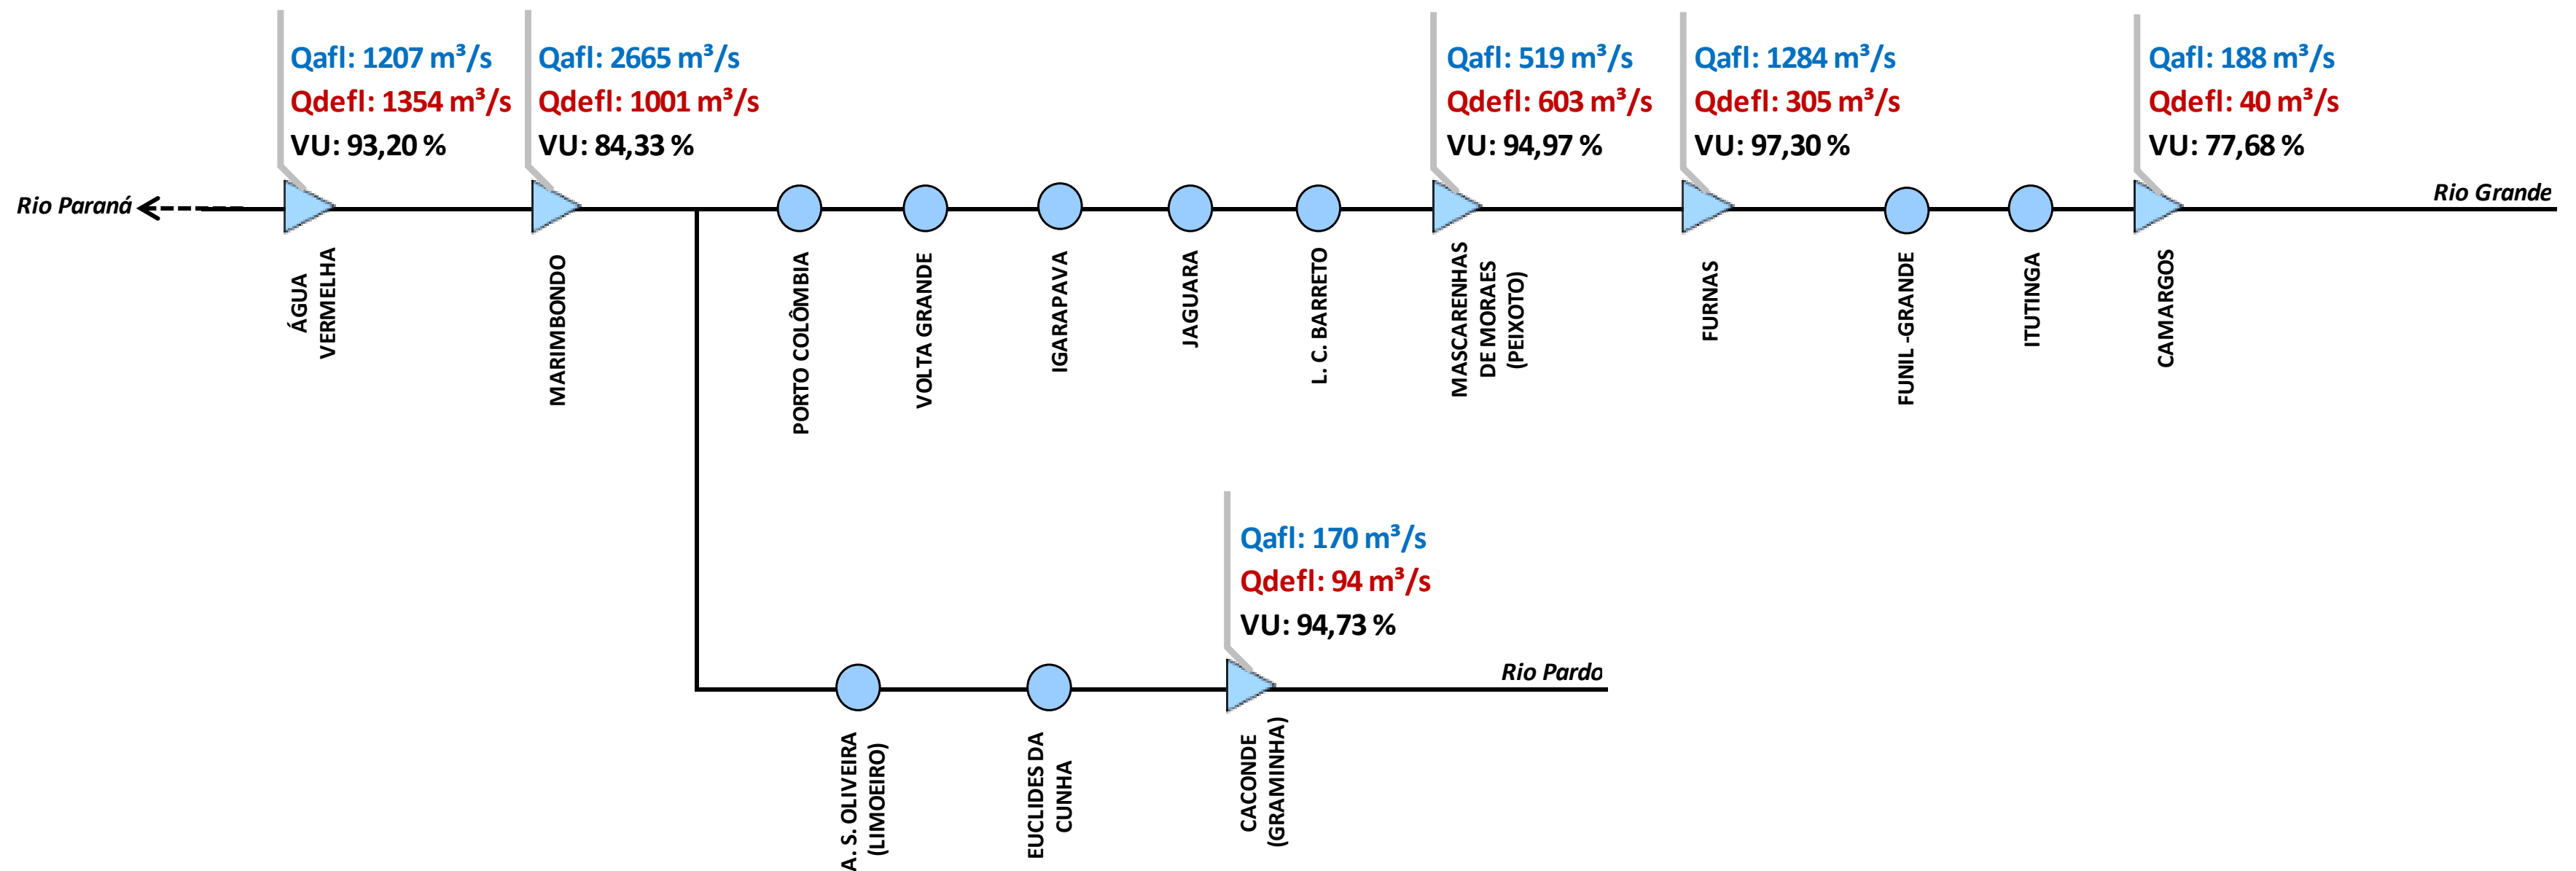 Qafl: 1207 m³/s
Qdefl: 1354 m³/s
VU: 93,20 %
Qafl: 2665 m³/s
Qdefl: 1001 m³/s
VU: 84,33 %
Qafl: 519 m³/s
Qdefl: 603 m³/s
VU: 94,97 %
Qafl: 1284 m³/s
Qdefl: 305 m³/s
VU: 97,30 %
Qafl: 188 m³/s
Qdefl: 40 m³/s
VU: 77,68 %
Rio Paraná
Rio Grande
ÁGUA
VERMELHA
MARIMBONDO
PORTO COLÔMBIA
VOLTA GRANDE
IGARAPAVA
JAGUARA
L. C. BARRETO
MASCARENHAS
DE MORAES
(PEIXOTO)
FURNAS
FUNIL -GRANDE
ITUTINGA
CAMARGOS
Qafl: 170 m³/s
Qdefl: 94 m³/s
VU: 94,73 %
Rio Pardo
A. S. OLIVEIRA
(LIMOEIRO)
EUCLIDES DA
CUNHA
CACONDE
(GRAMINHA)